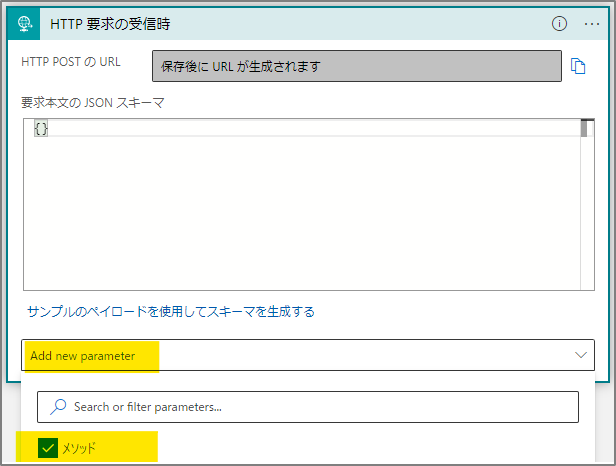 HTTP 要求の受信時
HTTP POST の URL
保存後に URL が生成されます
要求本文の JSON スキーマ
{}
サンプルのペイロードを使用してスキーマを生成する
Add new parameter
Search or filter parameters...
メソッド